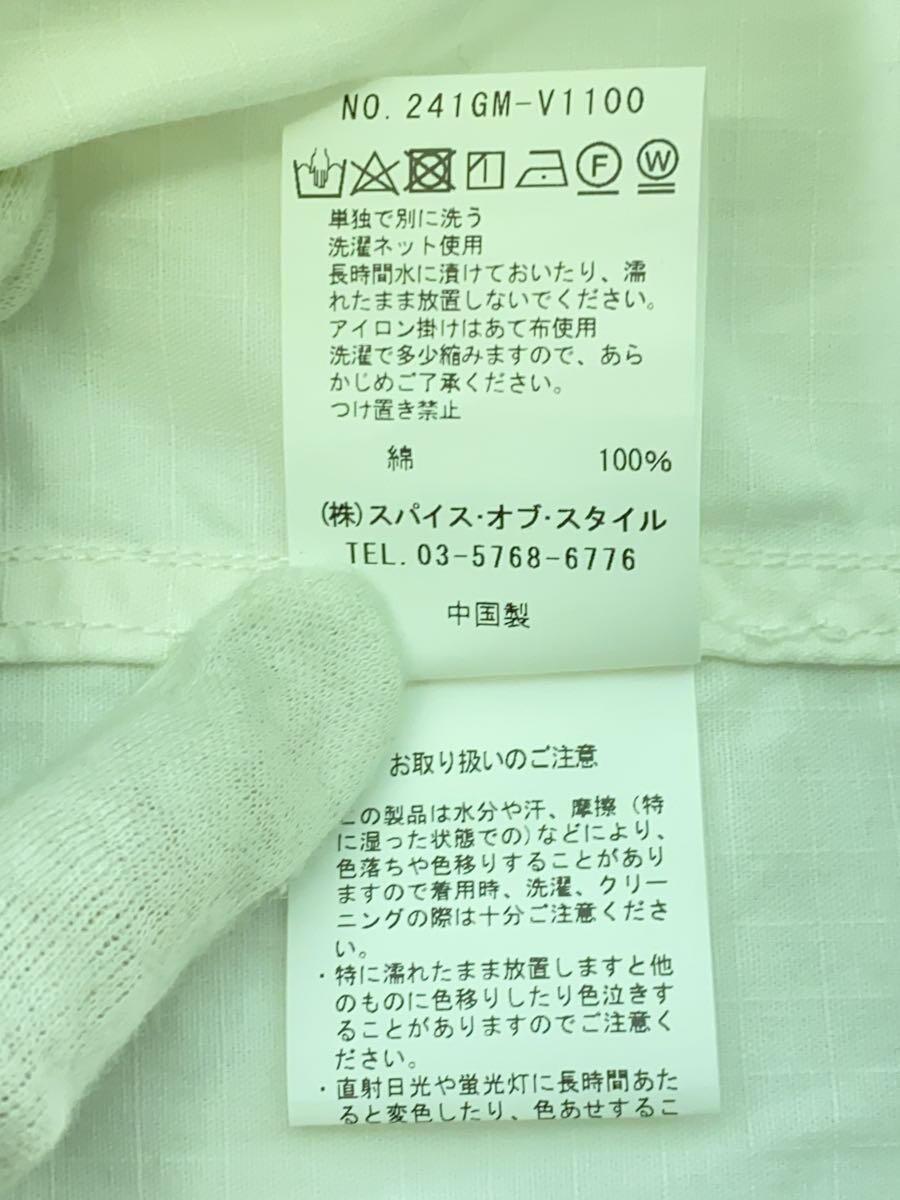 NO. 241GM-V1100
F W
単独で別に洗う
洗濯ネット使用
長時間水に漬けておいたり、濡
れたまま放置しないでください。
アイロン掛けはあて布使用
洗濯で多少縮みますので、あら
かじめご了承ください。
つけ置き禁止
綿 100%
(株)スパイス・オブ・スタイル
TEL. 03-5768-6776
中国製
お取り扱いのご注意
この製品は水分や汗、摩擦(特
に湿った状態での)などにより、
色落ちや色移りすることがあり
ますので着用時、洗濯、クリー
ニングの際は十分ご注意くださ
い。
・特に濡れたまま放置しますと他
のものに色移りしたり色泣きす
ることがありますのでご注意く
ださい。
・直射日光や蛍光灯に長時間あた
ると変色したり、色あせするこ